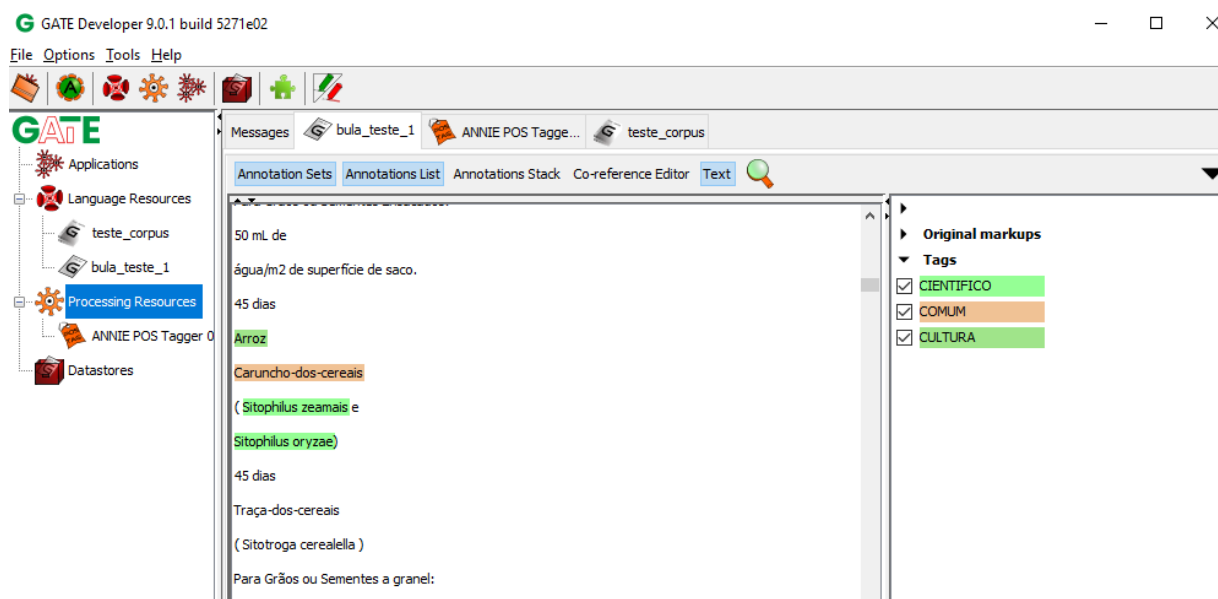 GATE Developer 9.0.1 build 5271e02
File Options Tools Help
GATE
Applications
Language Resources
teste_corpus
bula_teste_1
Processing Resources
ANNIE POS Tagger 0
Datastores
Messages bula_teste_1 ANNIE POS Tagge... teste_corpus
Annotation Sets Annotations List Annotations Stack Co-reference Editor Text
50 mL de
água/m2 de superfície de saco.
45 dias
Arroz
Caruncho-dos-cereais
( Sitophilus zeamais e
Sitophilus oryzae)
45 dias
Traça-dos-cereais
( Sitotroga cerealella )
Para Grãos ou Sementes a granel:
Original markups
Tags
CIENTIFICO
COMUM
CULTURA